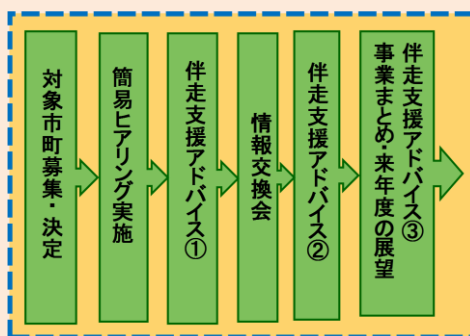 対象市町募集・決定
簡易ヒアリング実施
伴走支援アドバイス①
情報交換会
伴走支援アドバイス②
伴走支援アドバイス③
事業まとめ・来年度の展望